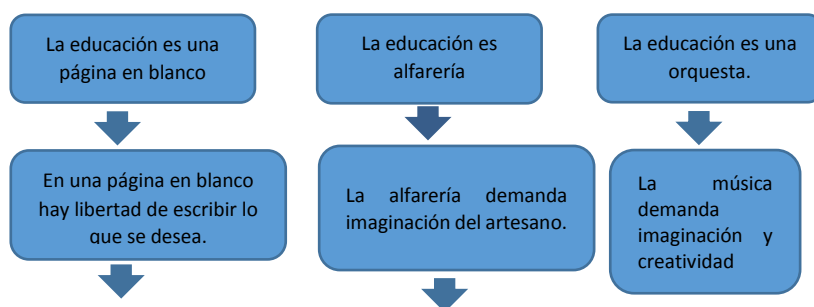 La educación es una
página en blanco
La educación es
alfarería
La educación es una
orquesta.
En una página en blanco
hay libertad de escribir lo
que se desea.
La alfarería demanda
imaginación del artesano.
La música
demanda
imaginación y
creatividad